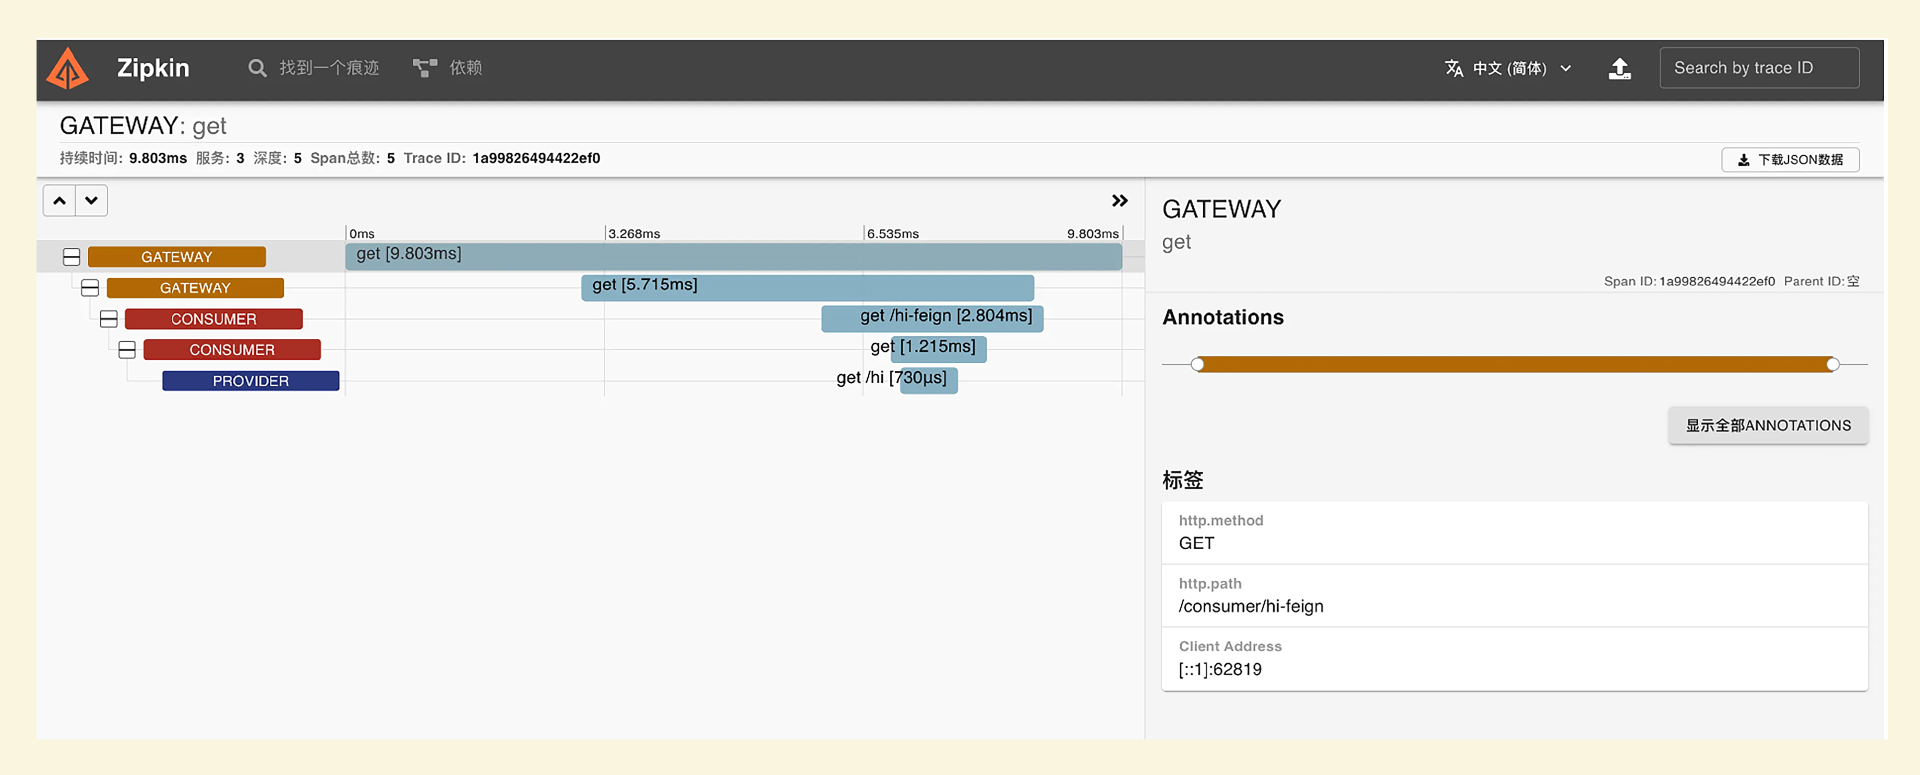 Zipkin 找到一个痕迹 依赖 中文 (简体) Search by trace ID
GATEWAY: get
持续时间: 9.803ms 服务: 3 深度: 5 Span总数: 5 Trace ID: 1a99826494422ef0
下载JSON数据
0ms 3.268ms 6.535ms 9.803ms
GATEWAY get [9.803ms]
GATEWAY get [5.715ms]
CONSUMER get /hi-feign [2.804ms]
CONSUMER get [1.215ms]
PROVIDER get /hi [730µs]
GATEWAY
get
Span ID: 1a99826494422ef0 Parent ID: 空
Annotations
显示全部ANNOTATIONS
标签
http.method
GET
http.path
/consumer/hi-feign
Client Address
[::1]:62819